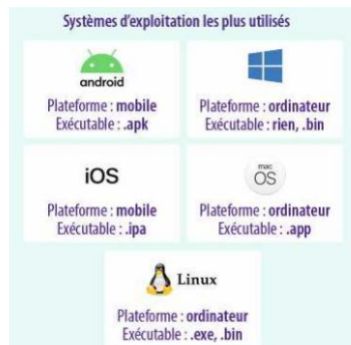 Systèmes d'exploitation les plus utilisés
android
Plateforme : mobile
Exécutable : .apk
Plateforme : ordinateur
Exécutable : rien, .bin
iOS
Plateforme : mobile
Exécutable : .ipa
mac
OS
Plateforme : ordinateur
Exécutable : .app
Linux
Plateforme : ordinateur
Exécutable : .exe, .bin